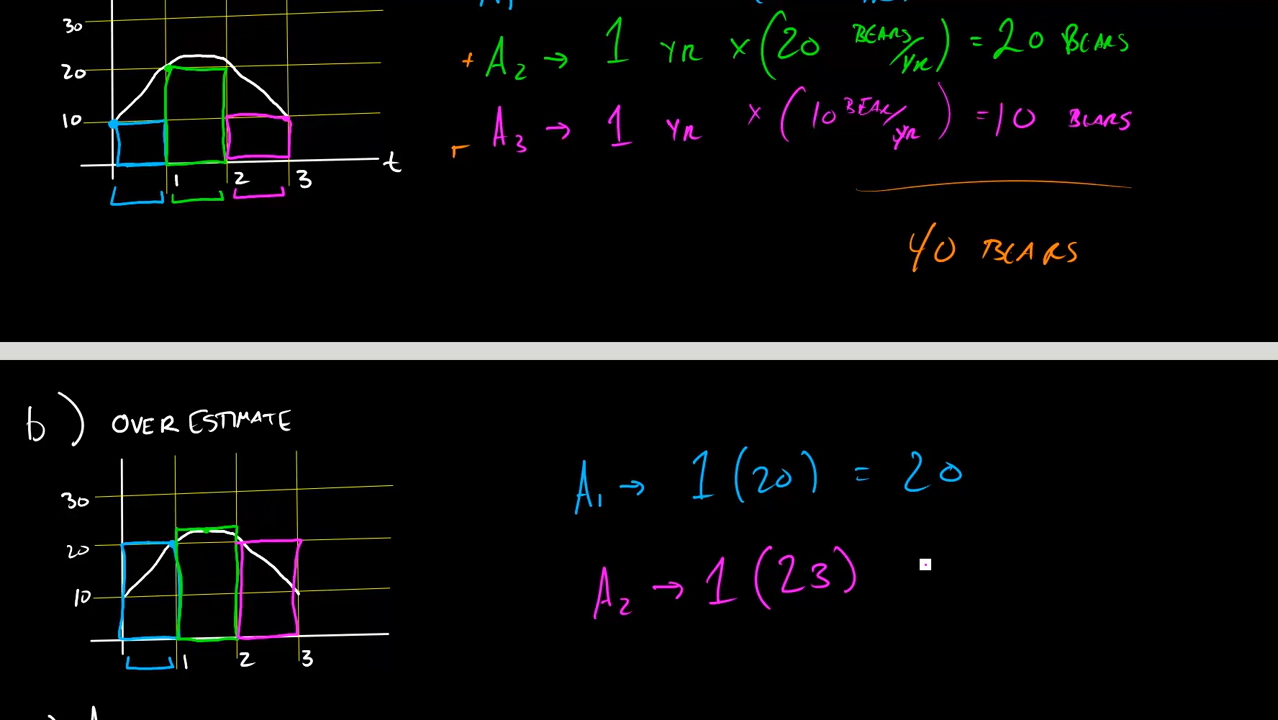 30
+ A₂ → 1 YR × (20 BEARS/YR) = 20 BEARS
20
10
A₃ → 1 YR × (10 BEAR/YR) = 10 BEARS
t
1 2 3
40 BEARS
b) OVER ESTIMATE
30
20
10
1 2 3
A₁ → 1 (20) = 20
A₂ → 1 (23)